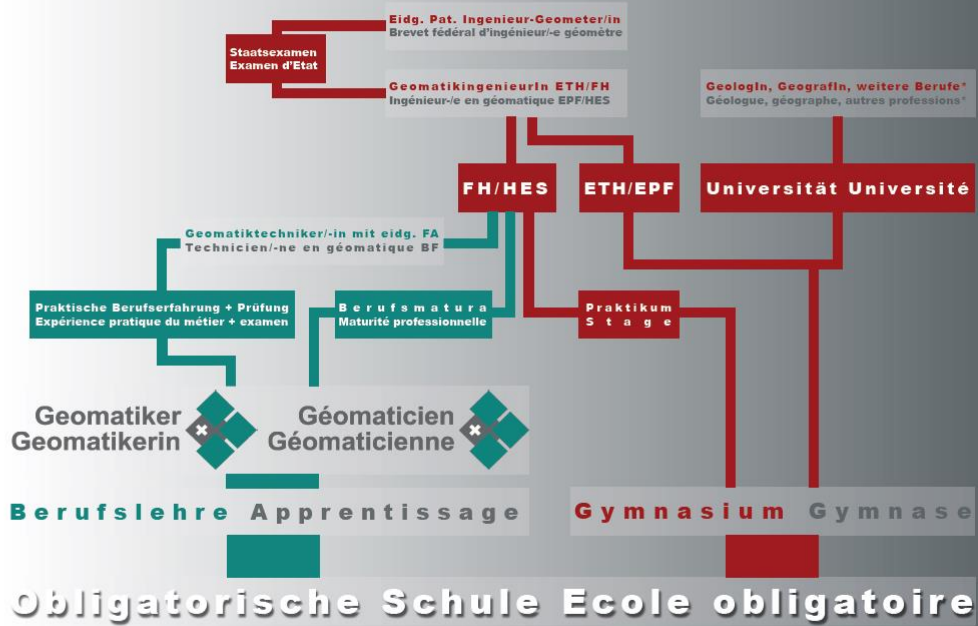 Eidg. Pat. Ingenieur-Geometer/in
Brevet fédéral d'ingénieur/-e géomètre
Staatsexamen
Examen d'Etat
GeomatikingenieurIn ETH/FH
Ingénieur-/e en géomatique EPF/HES
GeologIn, GeografIn, weitere Berufe*
Géologue, géographe, autres professions*
FH/HES
ETH/EPF
Universität Université
Geomatiktechniker/-in mit eidg. FA
Technicien/-ne en géomatique BF
Praktische Berufserfahrung + Prüfung
Expérience pratique du métier + examen
Berufsmatura
Maturité professionnelle
Praktikum
Stage
Geomatiker
Geomatikerin
Géomaticien
Géomaticienne
Berufslehre Apprentissage
Gymnasium Gymnase
Obligatorische Schule Ecole obligatoire